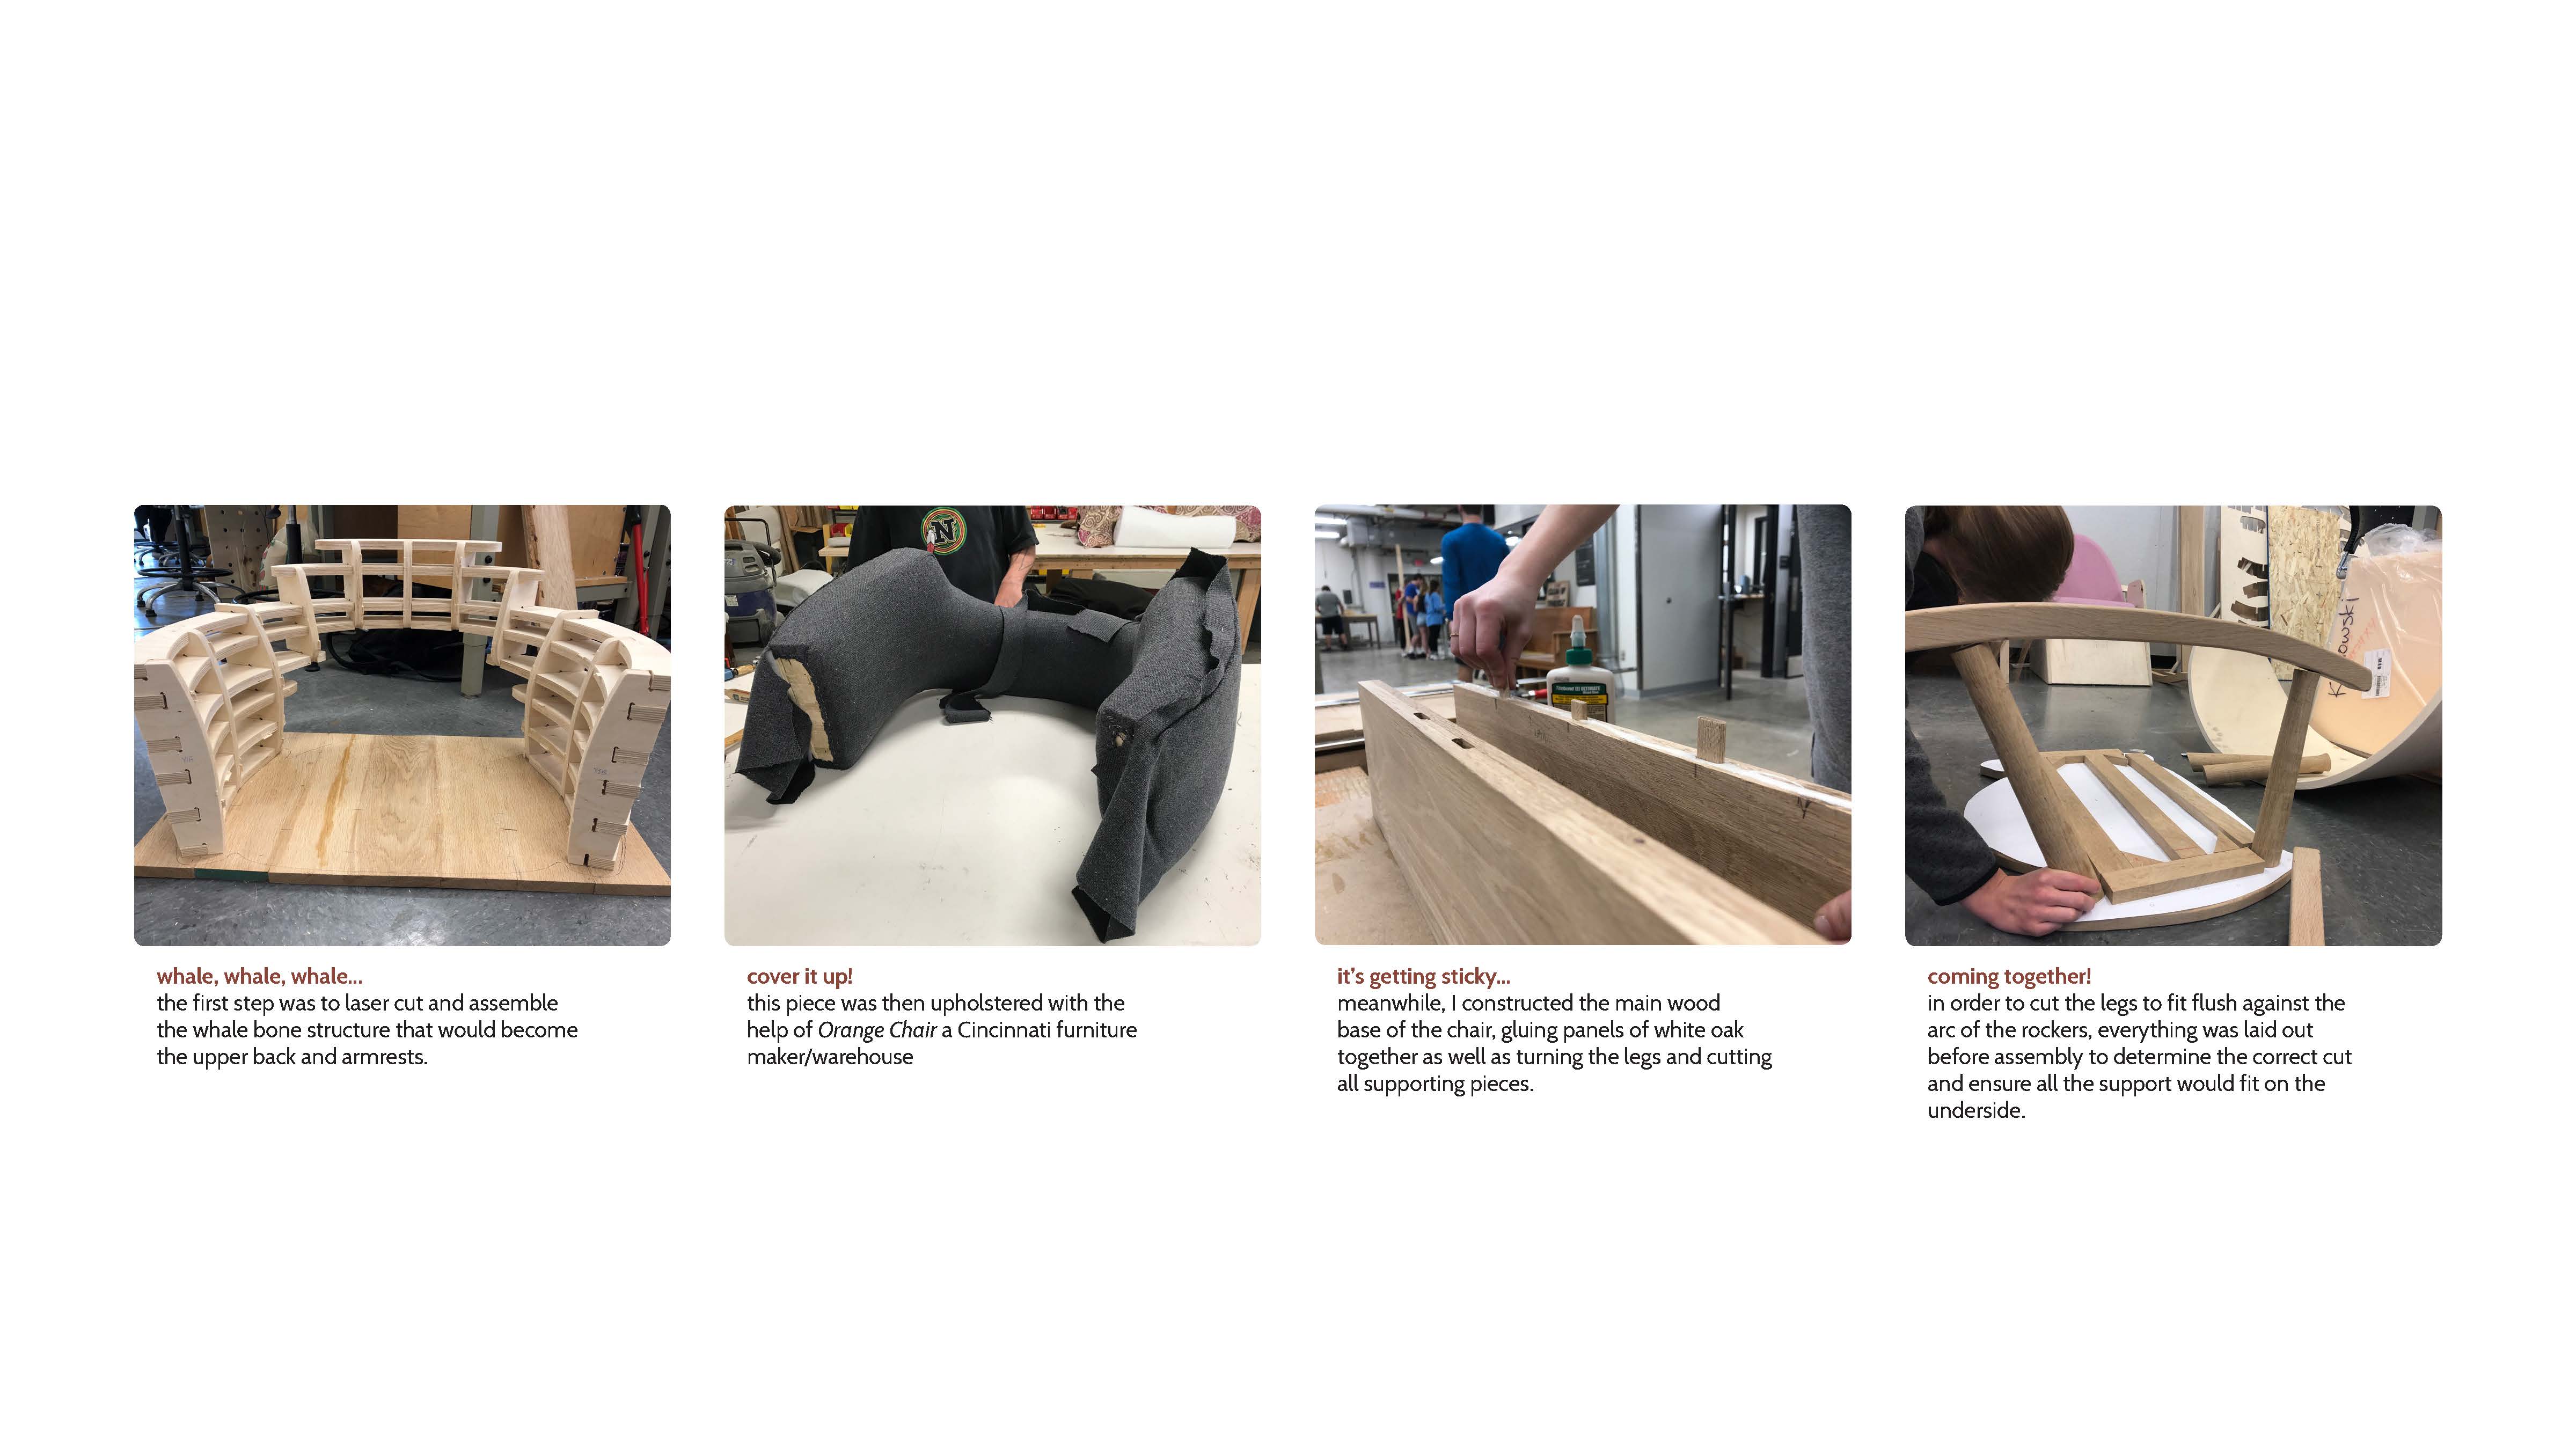 whale, whale, whale...
the first step was to laser cut and assemble
the whale bone structure that would become
the upper back and armrests.
cover it up!
this piece was then upholstered with the
help of Orange Chair a Cincinnati furniture
maker/warehouse
it's getting sticky...
meanwhile, I constructed the main wood
base of the chair, gluing panels of white oak
together as well as turning the legs and cutting
all supporting pieces.
coming together!
in order to cut the legs to fit flush against the
arc of the rockers, everything was laid out
before assembly to determine the correct cut
and ensure all the support would fit on the
underside.
N